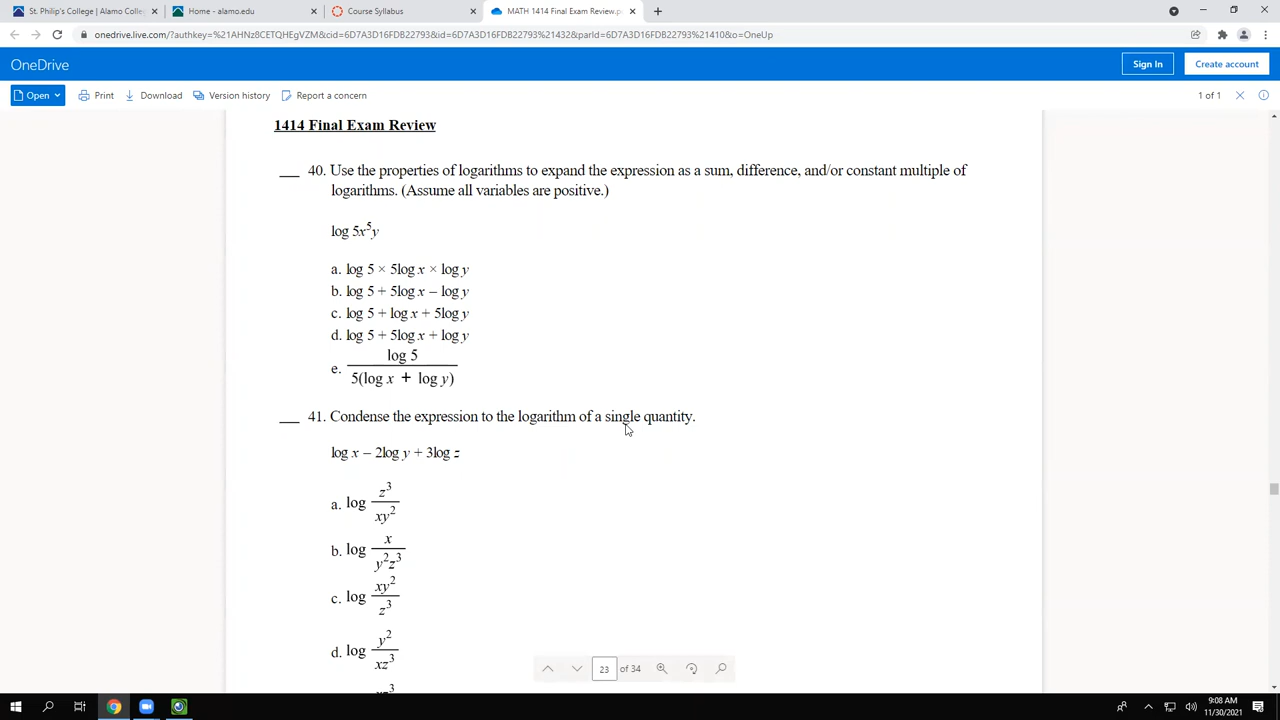 St. Philip's College | Alamo Colle
Home - alamo.edu
Course Syllabus
MATH 1414 Final Exam Review.p
onedrive.live.com/?authkey=%21AHNz8CETQHEgVZM&cid=6D7A3D16FDB22793&id=6D7A3D16FDB22793%21432&parId=6D7A3D16FDB22793%21410&o=OneUp
OneDrive
Sign In
Create account
Open
Print
Download
Version history
Report a concern
1 of 1
1414 Final Exam Review
___ 40. Use the properties of logarithms to expand the expression as a sum, difference, and/or constant multiple of
logarithms. (Assume all variables are positive.)
log 5x⁵y
a. log 5 × 5log x × log y
b. log 5 + 5log x – log y
c. log 5 + log x + 5log y
d. log 5 + 5log x + log y
e. log 5 / 5(log x + log y)
___ 41. Condense the expression to the logarithm of a single quantity.
log x – 2log y + 3log z
a. log z³ / xy²
b. log x / y²z³
c. log xy² / z³
d. log y² / xz³
23 of 34
9:08 AM
11/30/2021